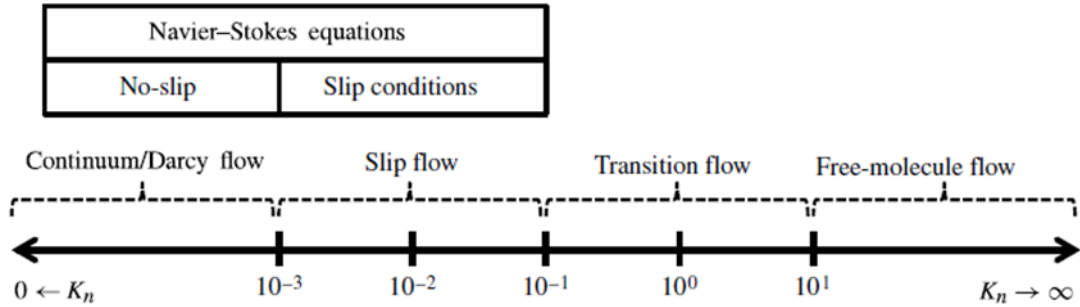 Navier–Stokes equations
No-slip Slip conditions
Continuum/Darcy flow Slip flow Transition flow Free-molecule flow
0 ← Kₙ 10⁻³ 10⁻² 10⁻¹ 10⁰ 10¹ Kₙ → ∞